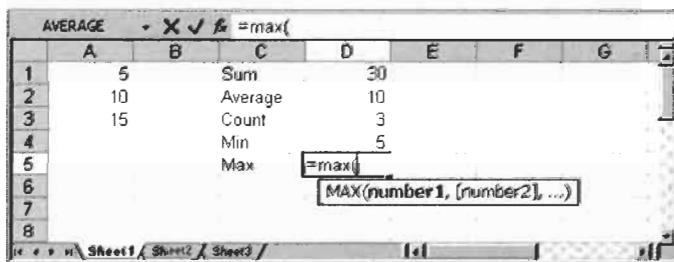 AVERAGE =max(
A B C D E F G
1 5 Sum 30
2 10 Average 10
3 15 Count 3
4 Min 5
5 Max =max(
6 MAX(number1, [number2], ...)
7
8
Sheet1 Sheet2 Sheet3